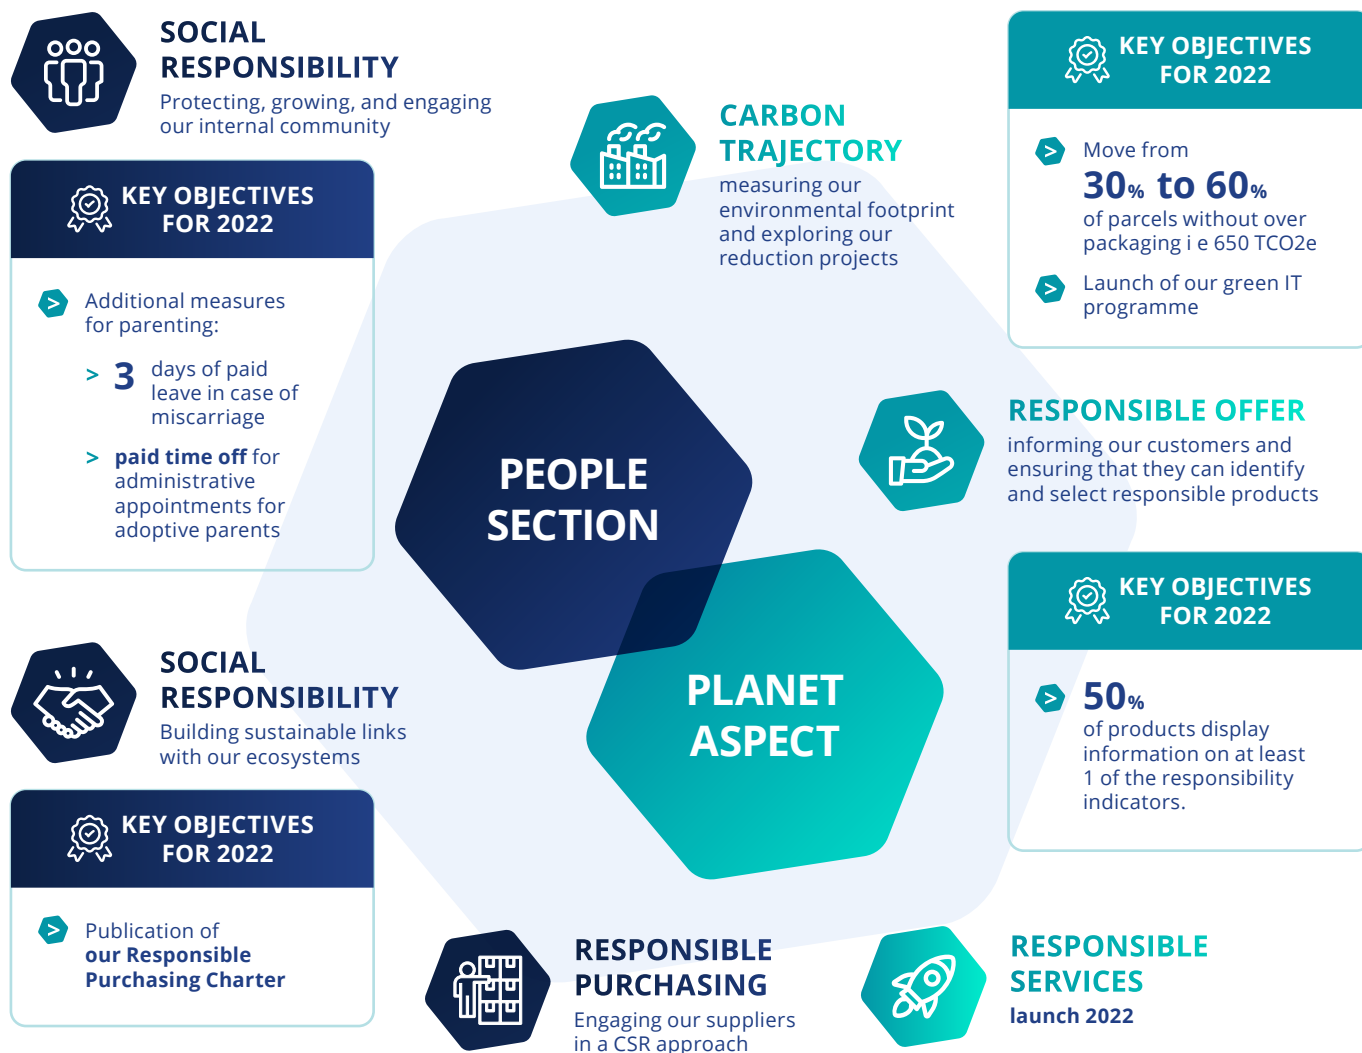 SOCIAL
RESPONSIBILITY
Protecting, growing, and engaging
our internal community
KEY OBJECTIVES
FOR 2022
> Additional measures
for parenting:
> 3 days of paid
leave in case of
miscarriage
> paid time off for
administrative
appointments for
adoptive parents
SOCIAL
RESPONSIBILITY
Building sustainable links
with our ecosystems
KEY OBJECTIVES
FOR 2022
> Publication of
our Responsible
Purchasing Charter
PEOPLE
SECTION
PLANET
ASPECT
RESPONSIBLE
PURCHASING
Engaging our suppliers
in a CSR approach
CARBON
TRAJECTORY
measuring our
environmental footprint
and exploring our
reduction projects
KEY OBJECTIVES
FOR 2022
> Move from
30% to 60%
of parcels without over
packaging i e 650 TCO2e
> Launch of our green IT
programme
RESPONSIBLE OFFER
informing our customers and
ensuring that they can identify
and select responsible products
KEY OBJECTIVES
FOR 2022
> 50%
of products display
information on at least
1 of the responsibility
indicators.
RESPONSIBLE
SERVICES
launch 2022